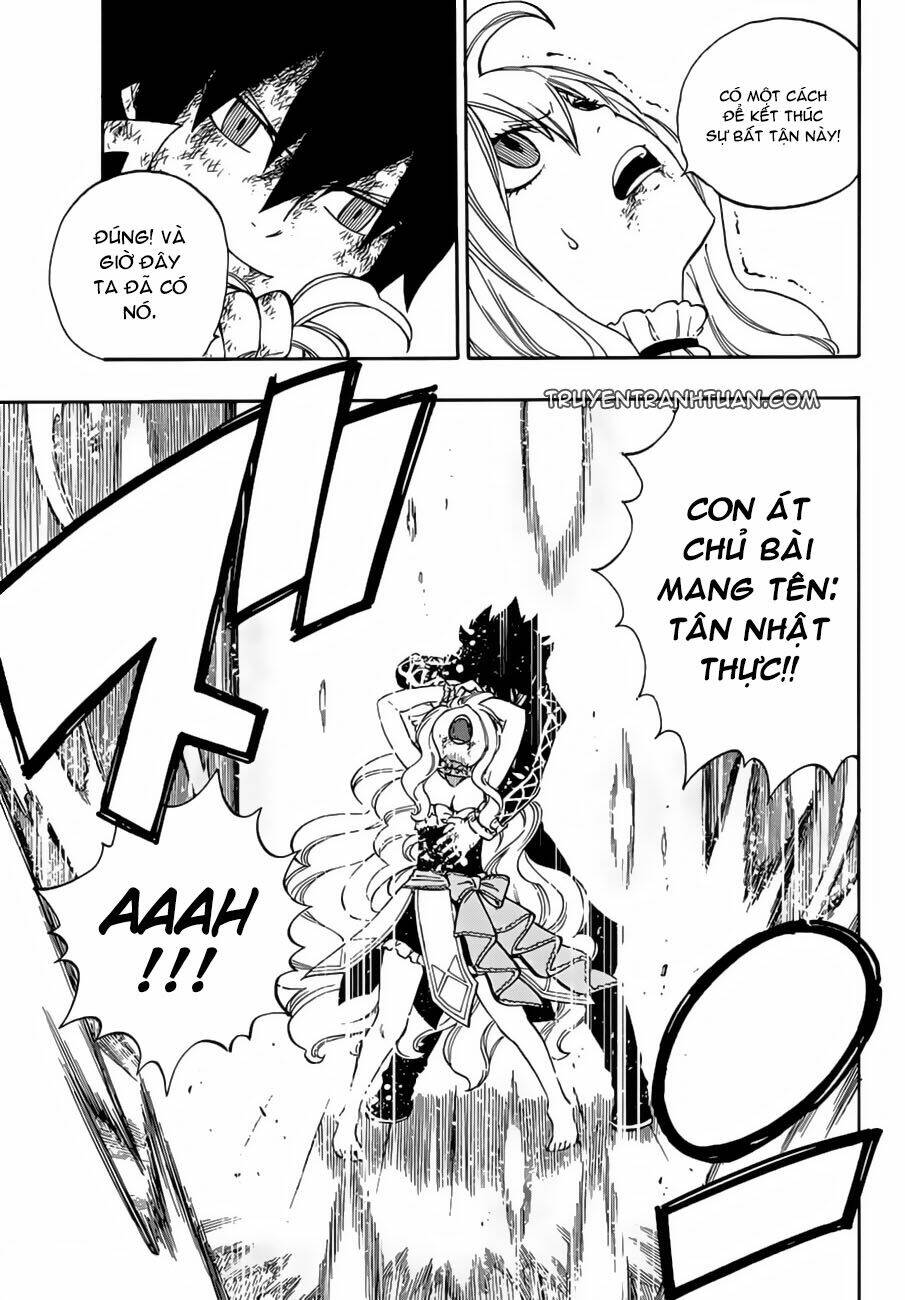 CÓ MỘT CÁCH
ĐỂ KẾT THÚC
SỰ BẤT TẬN NÀY!
ĐÚNG! VÀ
GIỜ ĐÂY
TA ĐÃ CÓ
NÓ.
TRUYENTRANHTUAN.COM
CON ÁT
CHỦ BÀI
MANG TÊN:
TÂN NHẬT
THỰC!!
AAAH
!!!